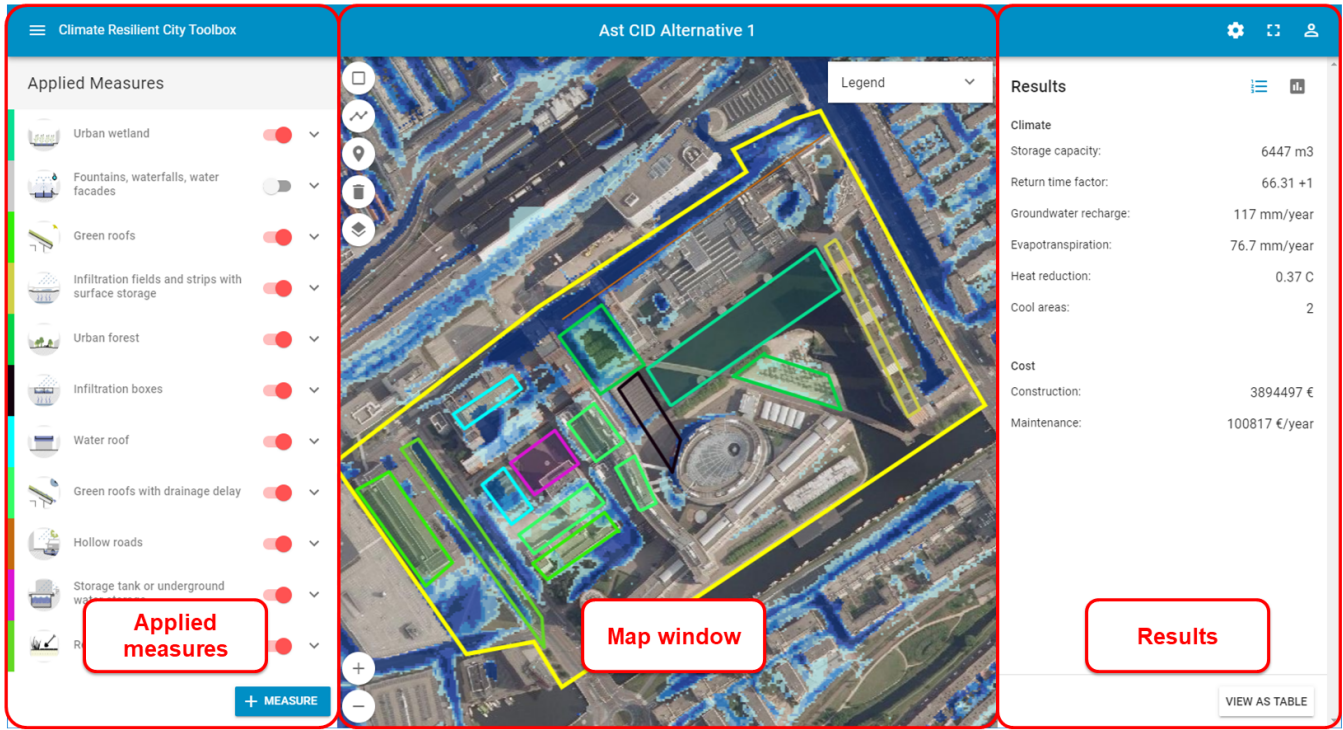 Climate Resilient City Toolbox
Ast CID Alternative 1
Applied Measures
Urban wetland
Fountains, waterfalls, water
facades
Green roofs
Infiltration fields and strips with
surface storage
Urban forest
Infiltration boxes
Water roof
Green roofs with drainage delay
Hollow roads
Storage tank or underground
Applied
measures
+ MEASURE
Legend
Map window
+
−
Results
Climate
Storage capacity: 6447 m3
Return time factor: 66.31 +1
Groundwater recharge: 117 mm/year
Evapotranspiration: 76.7 mm/year
Heat reduction: 0.37 C
Cool areas: 2
Cost
Construction: 3894497 €
Maintenance: 100817 €/year
Results
VIEW AS TABLE